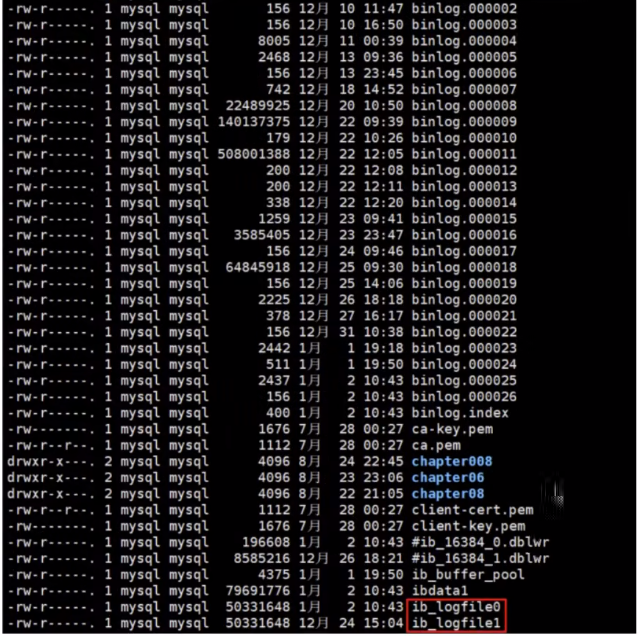 -rw-r-----. 1 mysql mysql 156 12月 10 11:47 binlog.000002
-rw-r-----. 1 mysql mysql 156 12月 10 16:50 binlog.000003
-rw-r-----. 1 mysql mysql 8005 12月 11 00:39 binlog.000004
-rw-r-----. 1 mysql mysql 2468 12月 13 09:36 binlog.000005
-rw-r-----. 1 mysql mysql 156 12月 13 23:45 binlog.000006
-rw-r-----. 1 mysql mysql 742 12月 18 14:52 binlog.000007
-rw-r-----. 1 mysql mysql 22489925 12月 20 10:50 binlog.000008
-rw-r-----. 1 mysql mysql 140137375 12月 22 09:39 binlog.000009
-rw-r-----. 1 mysql mysql 179 12月 22 10:26 binlog.000010
-rw-r-----. 1 mysql mysql 508001388 12月 22 12:05 binlog.000011
-rw-r-----. 1 mysql mysql 200 12月 22 12:08 binlog.000012
-rw-r-----. 1 mysql mysql 200 12月 22 12:11 binlog.000013
-rw-r-----. 1 mysql mysql 338 12月 22 12:20 binlog.000014
-rw-r-----. 1 mysql mysql 1259 12月 23 09:41 binlog.000015
-rw-r-----. 1 mysql mysql 3585405 12月 23 23:47 binlog.000016
-rw-r-----. 1 mysql mysql 156 12月 24 09:46 binlog.000017
-rw-r-----. 1 mysql mysql 64845918 12月 25 09:30 binlog.000018
-rw-r-----. 1 mysql mysql 156 12月 25 14:06 binlog.000019
-rw-r-----. 1 mysql mysql 2225 12月 26 18:18 binlog.000020
-rw-r-----. 1 mysql mysql 378 12月 27 16:17 binlog.000021
-rw-r-----. 1 mysql mysql 156 12月 31 10:38 binlog.000022
-rw-r-----. 1 mysql mysql 2442 1月 1 19:18 binlog.000023
-rw-r-----. 1 mysql mysql 511 1月 1 19:50 binlog.000024
-rw-r-----. 1 mysql mysql 2437 1月 2 10:43 binlog.000025
-rw-r-----. 1 mysql mysql 156 1月 2 10:43 binlog.000026
-rw-r-----. 1 mysql mysql 400 1月 2 10:43 binlog.index
-rw-------. 1 mysql mysql 1676 7月 28 00:27 ca-key.pem
-rw-r--r--. 1 mysql mysql 1112 7月 28 00:27 ca.pem
drwxr-x---. 2 mysql mysql 4096 8月 24 22:45 chapter008
drwxr-x---. 2 mysql mysql 4096 8月 23 23:06 chapter06
drwxr-x---. 2 mysql mysql 4096 8月 22 21:05 chapter08
-rw-r--r--. 1 mysql mysql 1112 7月 28 00:27 client-cert.pem
-rw-------. 1 mysql mysql 1676 7月 28 00:27 client-key.pem
-rw-r-----. 1 mysql mysql 196608 1月 2 10:43 #ib_16384_0.dblwr
-rw-r-----. 1 mysql mysql 8585216 12月 26 18:21 #ib_16384_1.dblwr
-rw-r-----. 1 mysql mysql 4375 1月 1 19:50 ib_buffer_pool
-rw-r-----. 1 mysql mysql 79691776 1月 2 10:43 ibdata1
-rw-r-----. 1 mysql mysql 50331648 1月 2 10:43 ib_logfile0
-rw-r-----. 1 mysql mysql 50331648 12月 24 15:04 ib_logfile1